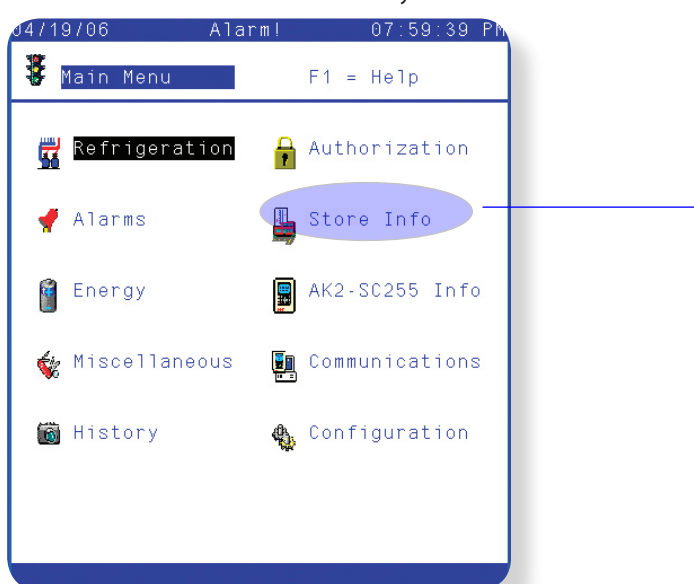 04/19/06 Alarm! 07:59:39 PM
Main Menu F1 = Help
Refrigeration Authorization
Alarms Store Info
Energy AK2-SC255 Info
Miscellaneous Communications
History Configuration